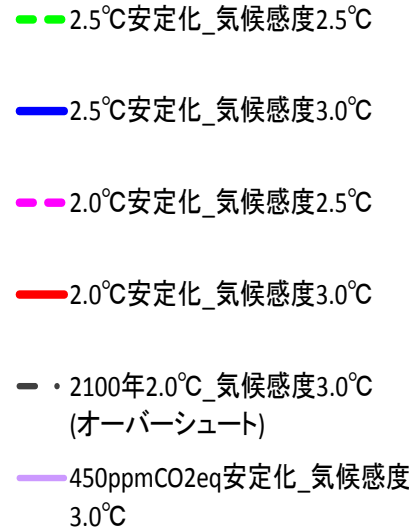 2.5℃安定化_気候感度2.5℃
2.5℃安定化_気候感度3.0℃
2.0℃安定化_気候感度2.5℃
2.0℃安定化_気候感度3.0℃
2100年2.0℃_気候感度3.0℃
(オーバーシュート)
450ppmCO2eq安定化_気候感度
3.0℃